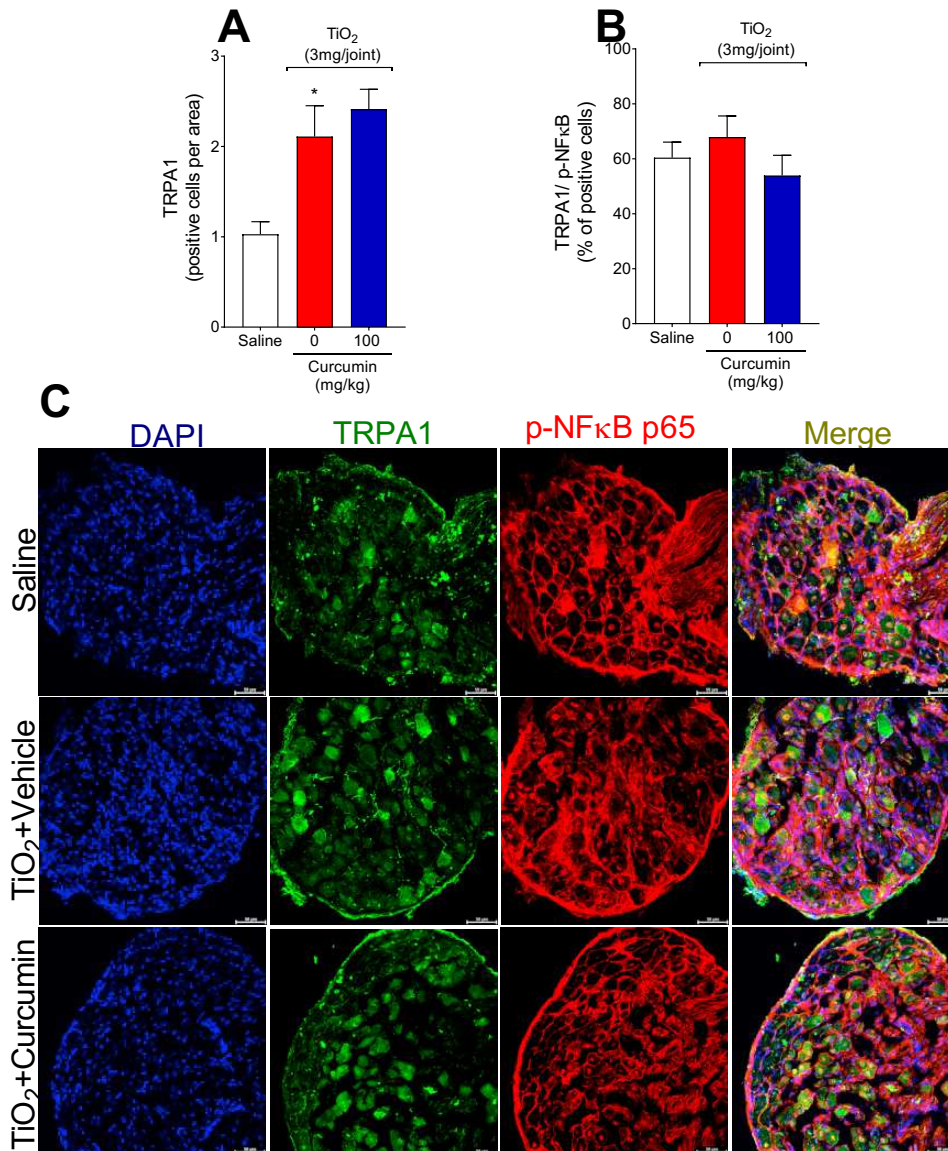 A
TiO₂
(3mg/joint)
TRPA1
(positive cells per area)
3
2
1
0
*
Saline
0
100
Curcumin
(mg/kg)
B
TiO₂
(3mg/joint)
TRPA1/ p-NFκB
(% of positive cells)
100
80
60
40
20
0
Saline
0
100
Curcumin
(mg/kg)
C
DAPI
TRPA1
p-NFκB p65
Merge
Saline
TiO₂+Vehicle
TiO₂+Curcumin